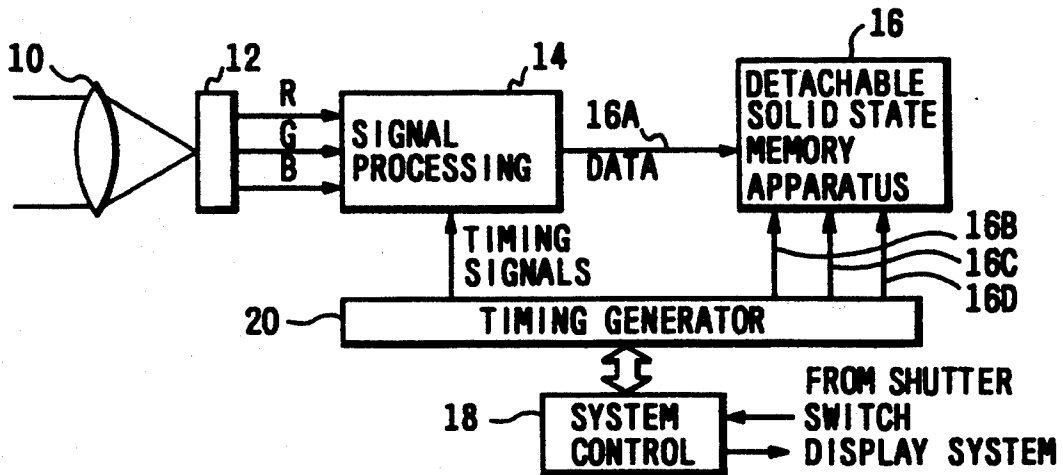 10
12
R
G
B
14
SIGNAL
PROCESSING
16A
DATA
16
DETACHABLE
SOLID STATE
MEMORY
APPARATUS
TIMING
SIGNALS
16B
16C
16D
20
TIMING GENERATOR
18
SYSTEM
CONTROL
FROM SHUTTER
SWITCH
DISPLAY SYSTEM